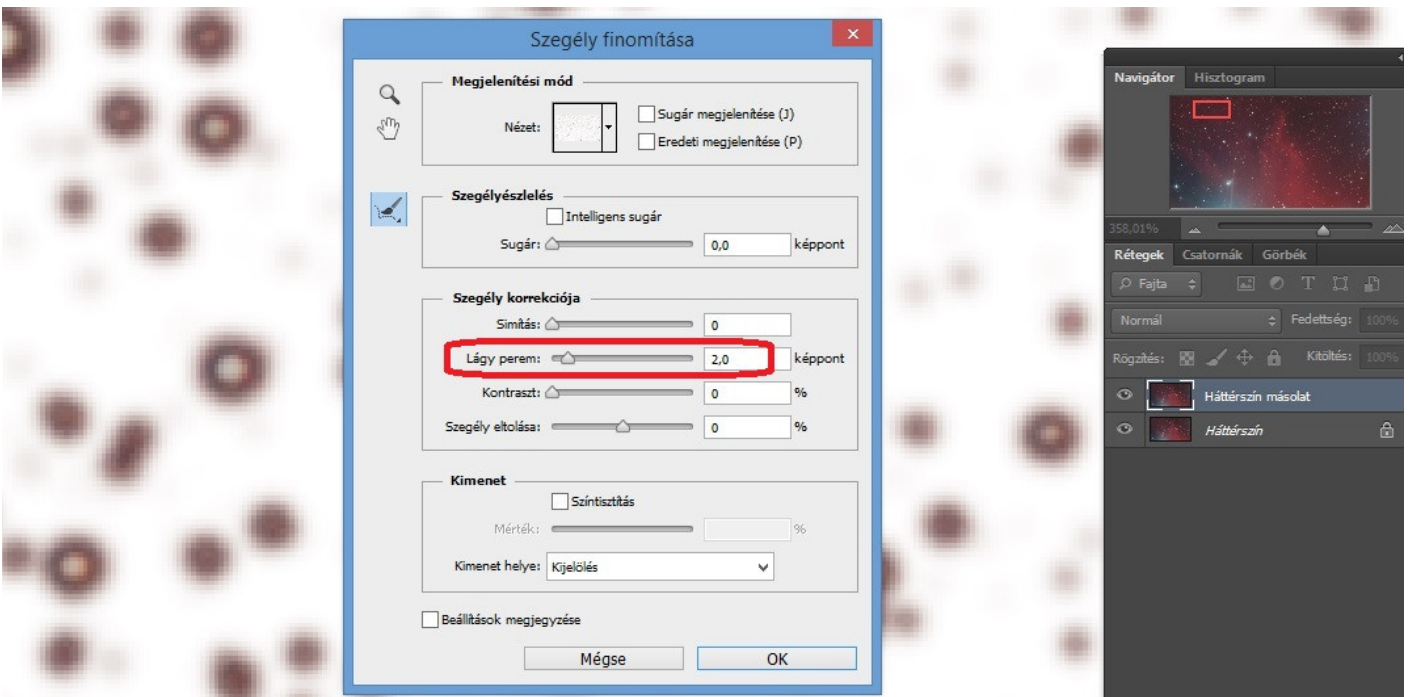 Szegély finomítása
Megjelenítési mód
Nézet:
Sugár megjelenítése (J)
Eredeti megjelenítése (P)
Szegélyészlelés
Intelligens sugár
Sugár: 0,0 képpont
Szegély korrekciója
Simítás: 0
Lágy perem: 2,0 képpont
Kontraszt: 0 %
Szegély eltolása: 0 %
Kimenet
Színtisztítás
Mérték: %
Kimenet helye: Kijelölés
Beállítások megjegyzése
Mégse OK
Navigátor Hisztogram
358,01%
Rétegek Csatornák Görbék
Fajta T
Normál Fedettség: 100%
Rögzítés: Kitöltés: 100%
Háttérszín másolat
Háttérszín